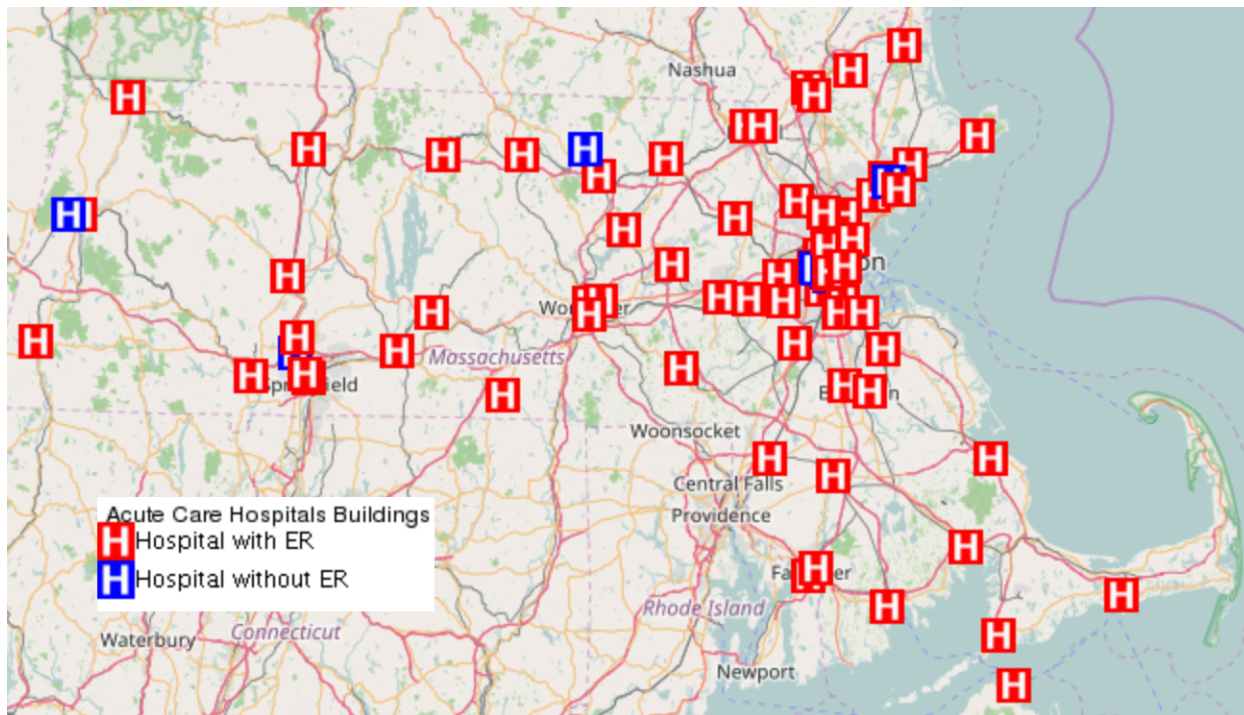 Nashua
Massachusetts
Woonsocket
Central Falls
Providence
Acute Care Hospitals Buildings
H Hospital with ER
H Hospital without ER
Rhode Island
Connecticut
Waterbury
Newport